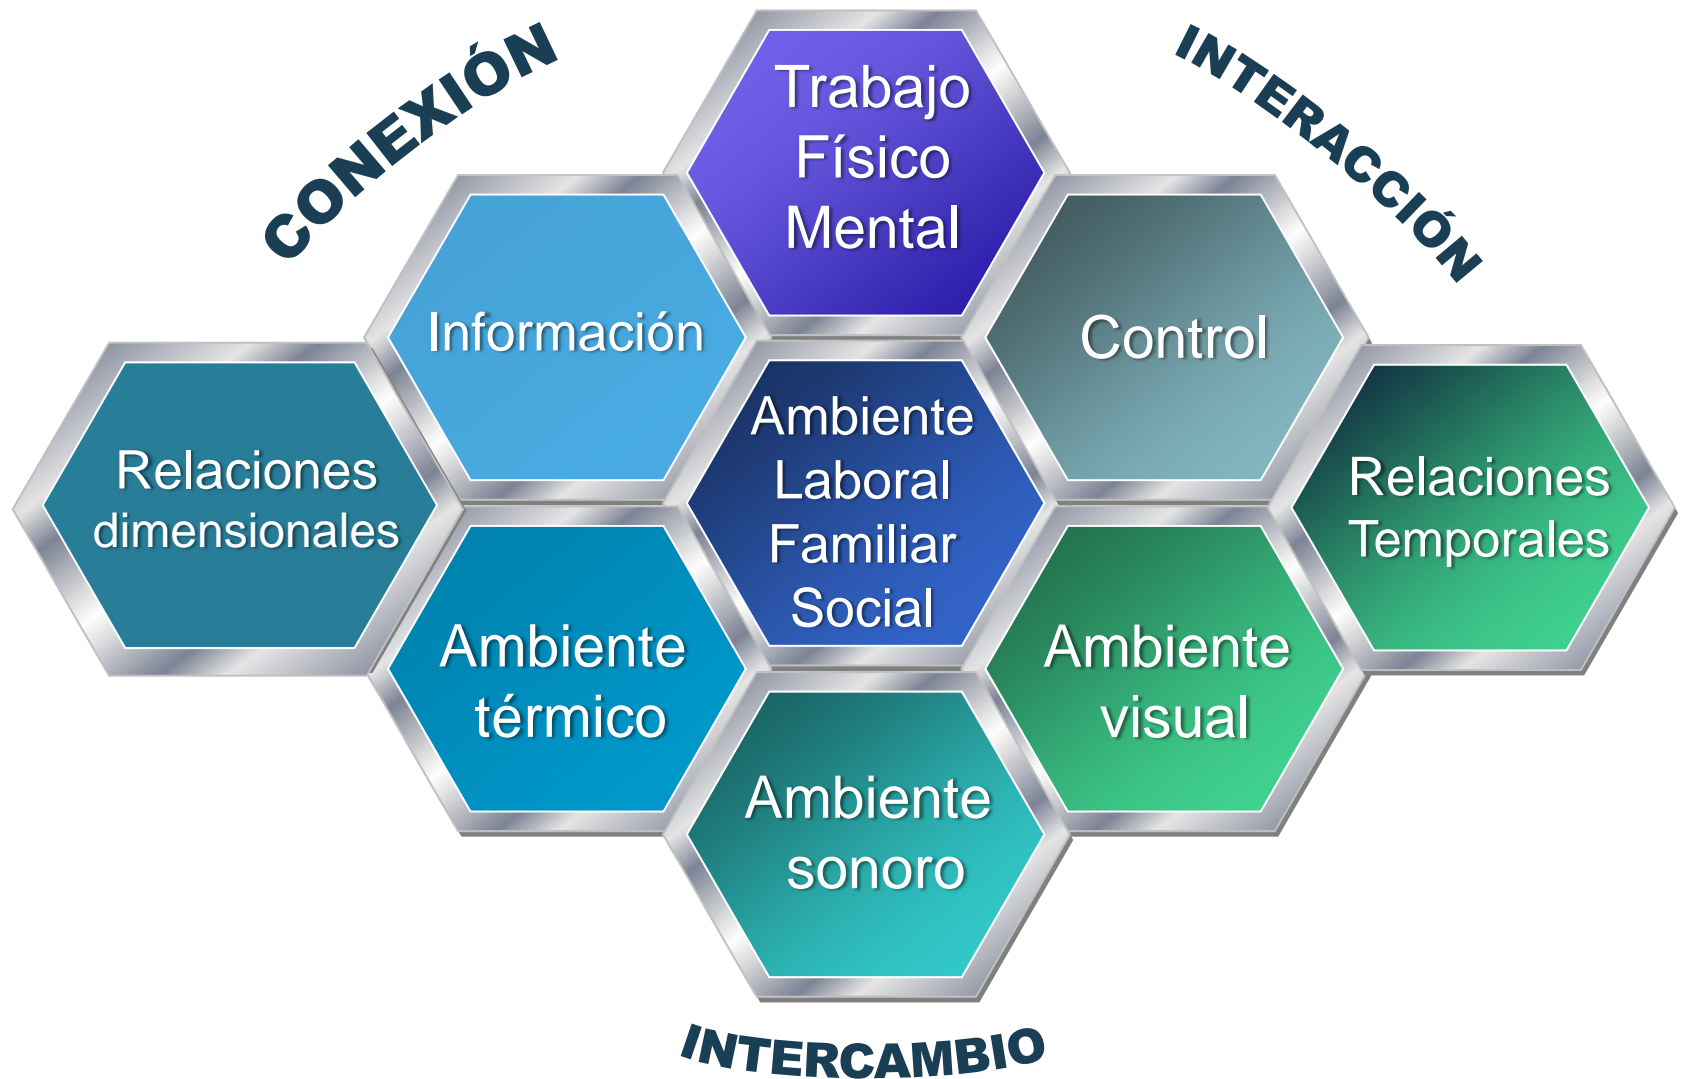 CONEXIÓN
INTERACCIÓN
Trabajo
Físico
Mental
Información
Control
Relaciones
dimensionales
Ambiente
Laboral
Familiar
Social
Relaciones
Temporales
Ambiente
térmico
Ambiente
visual
Ambiente
sonoro
INTERCAMBIO